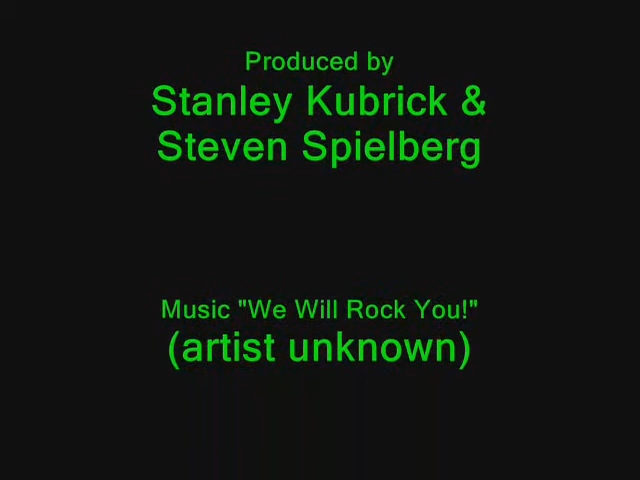 Produced by
Stanley Kubrick &
Steven Spielberg
Music "We Will Rock You!"
(artist unknown)